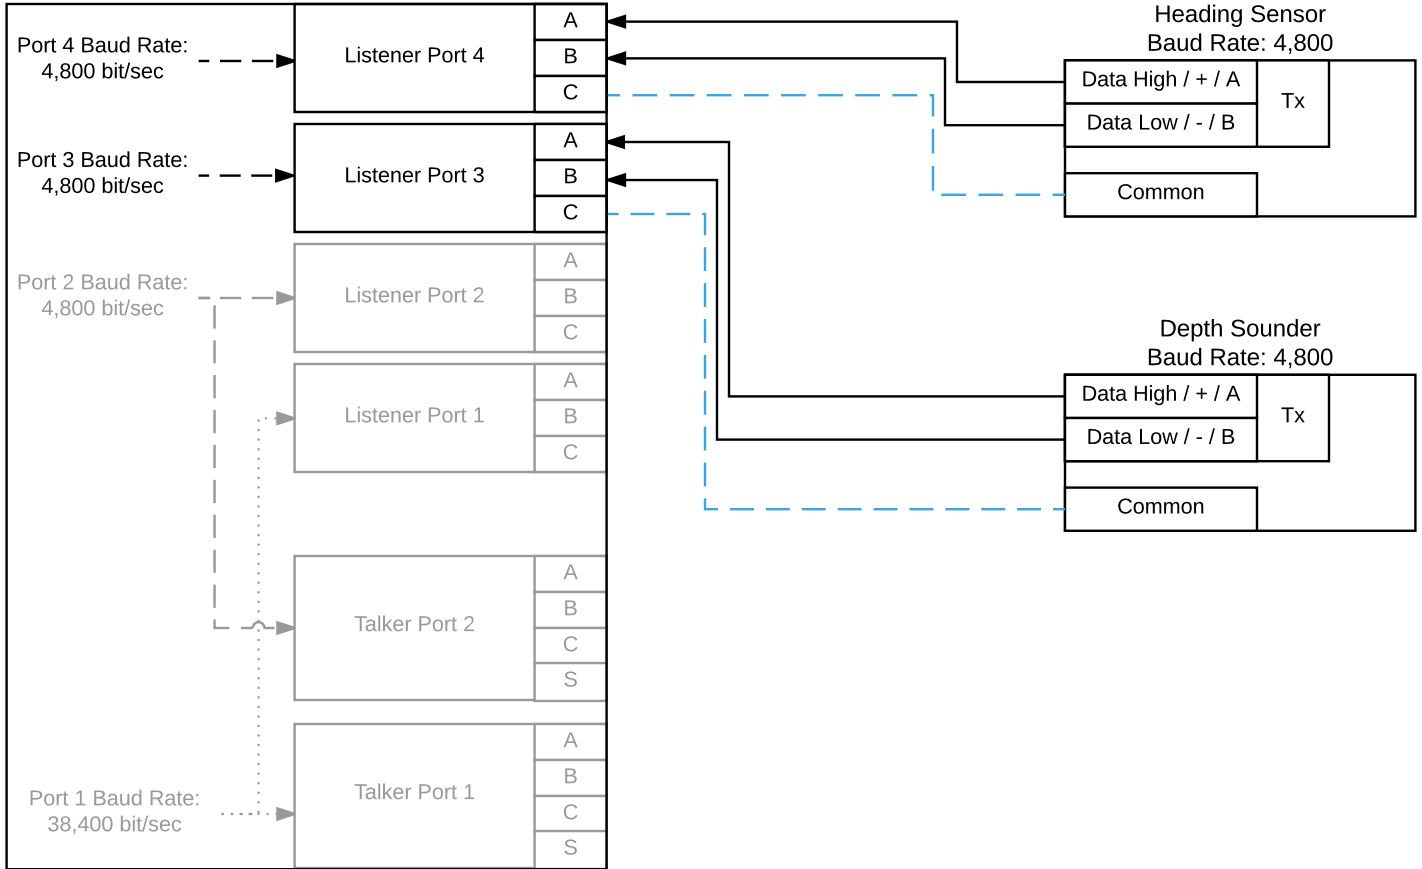 Port 4 Baud Rate:
4,800 bit/sec
Listener Port 4
A
B
C
Port 3 Baud Rate:
4,800 bit/sec
Listener Port 3
A
B
C
Port 2 Baud Rate:
4,800 bit/sec
Listener Port 2
A
B
C
Listener Port 1
A
B
C
Talker Port 2
A
B
C
S
Port 1 Baud Rate:
38,400 bit/sec
Talker Port 1
A
B
C
S
Heading Sensor
Baud Rate: 4,800
Data High / + / A
Data Low / - / B
Tx
Common
Depth Sounder
Baud Rate: 4,800
Data High / + / A
Data Low / - / B
Tx
Common